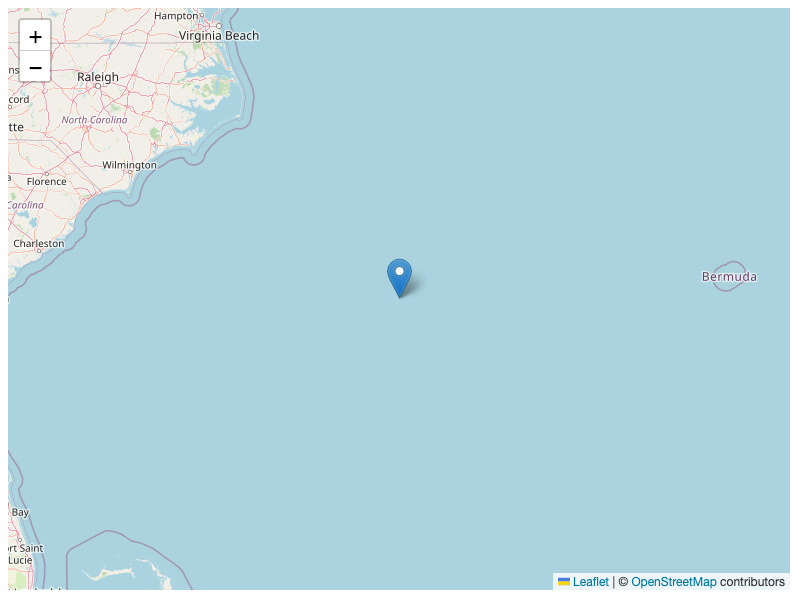 Hampton
+
Virginia Beach
−
ns
Raleigh
cord
North Carolina
tte
Wilmington
a
Florence
Carolina
Charleston
Bermuda
Bay
ort Saint
Lucie
Leaflet | © OpenStreetMap contributors